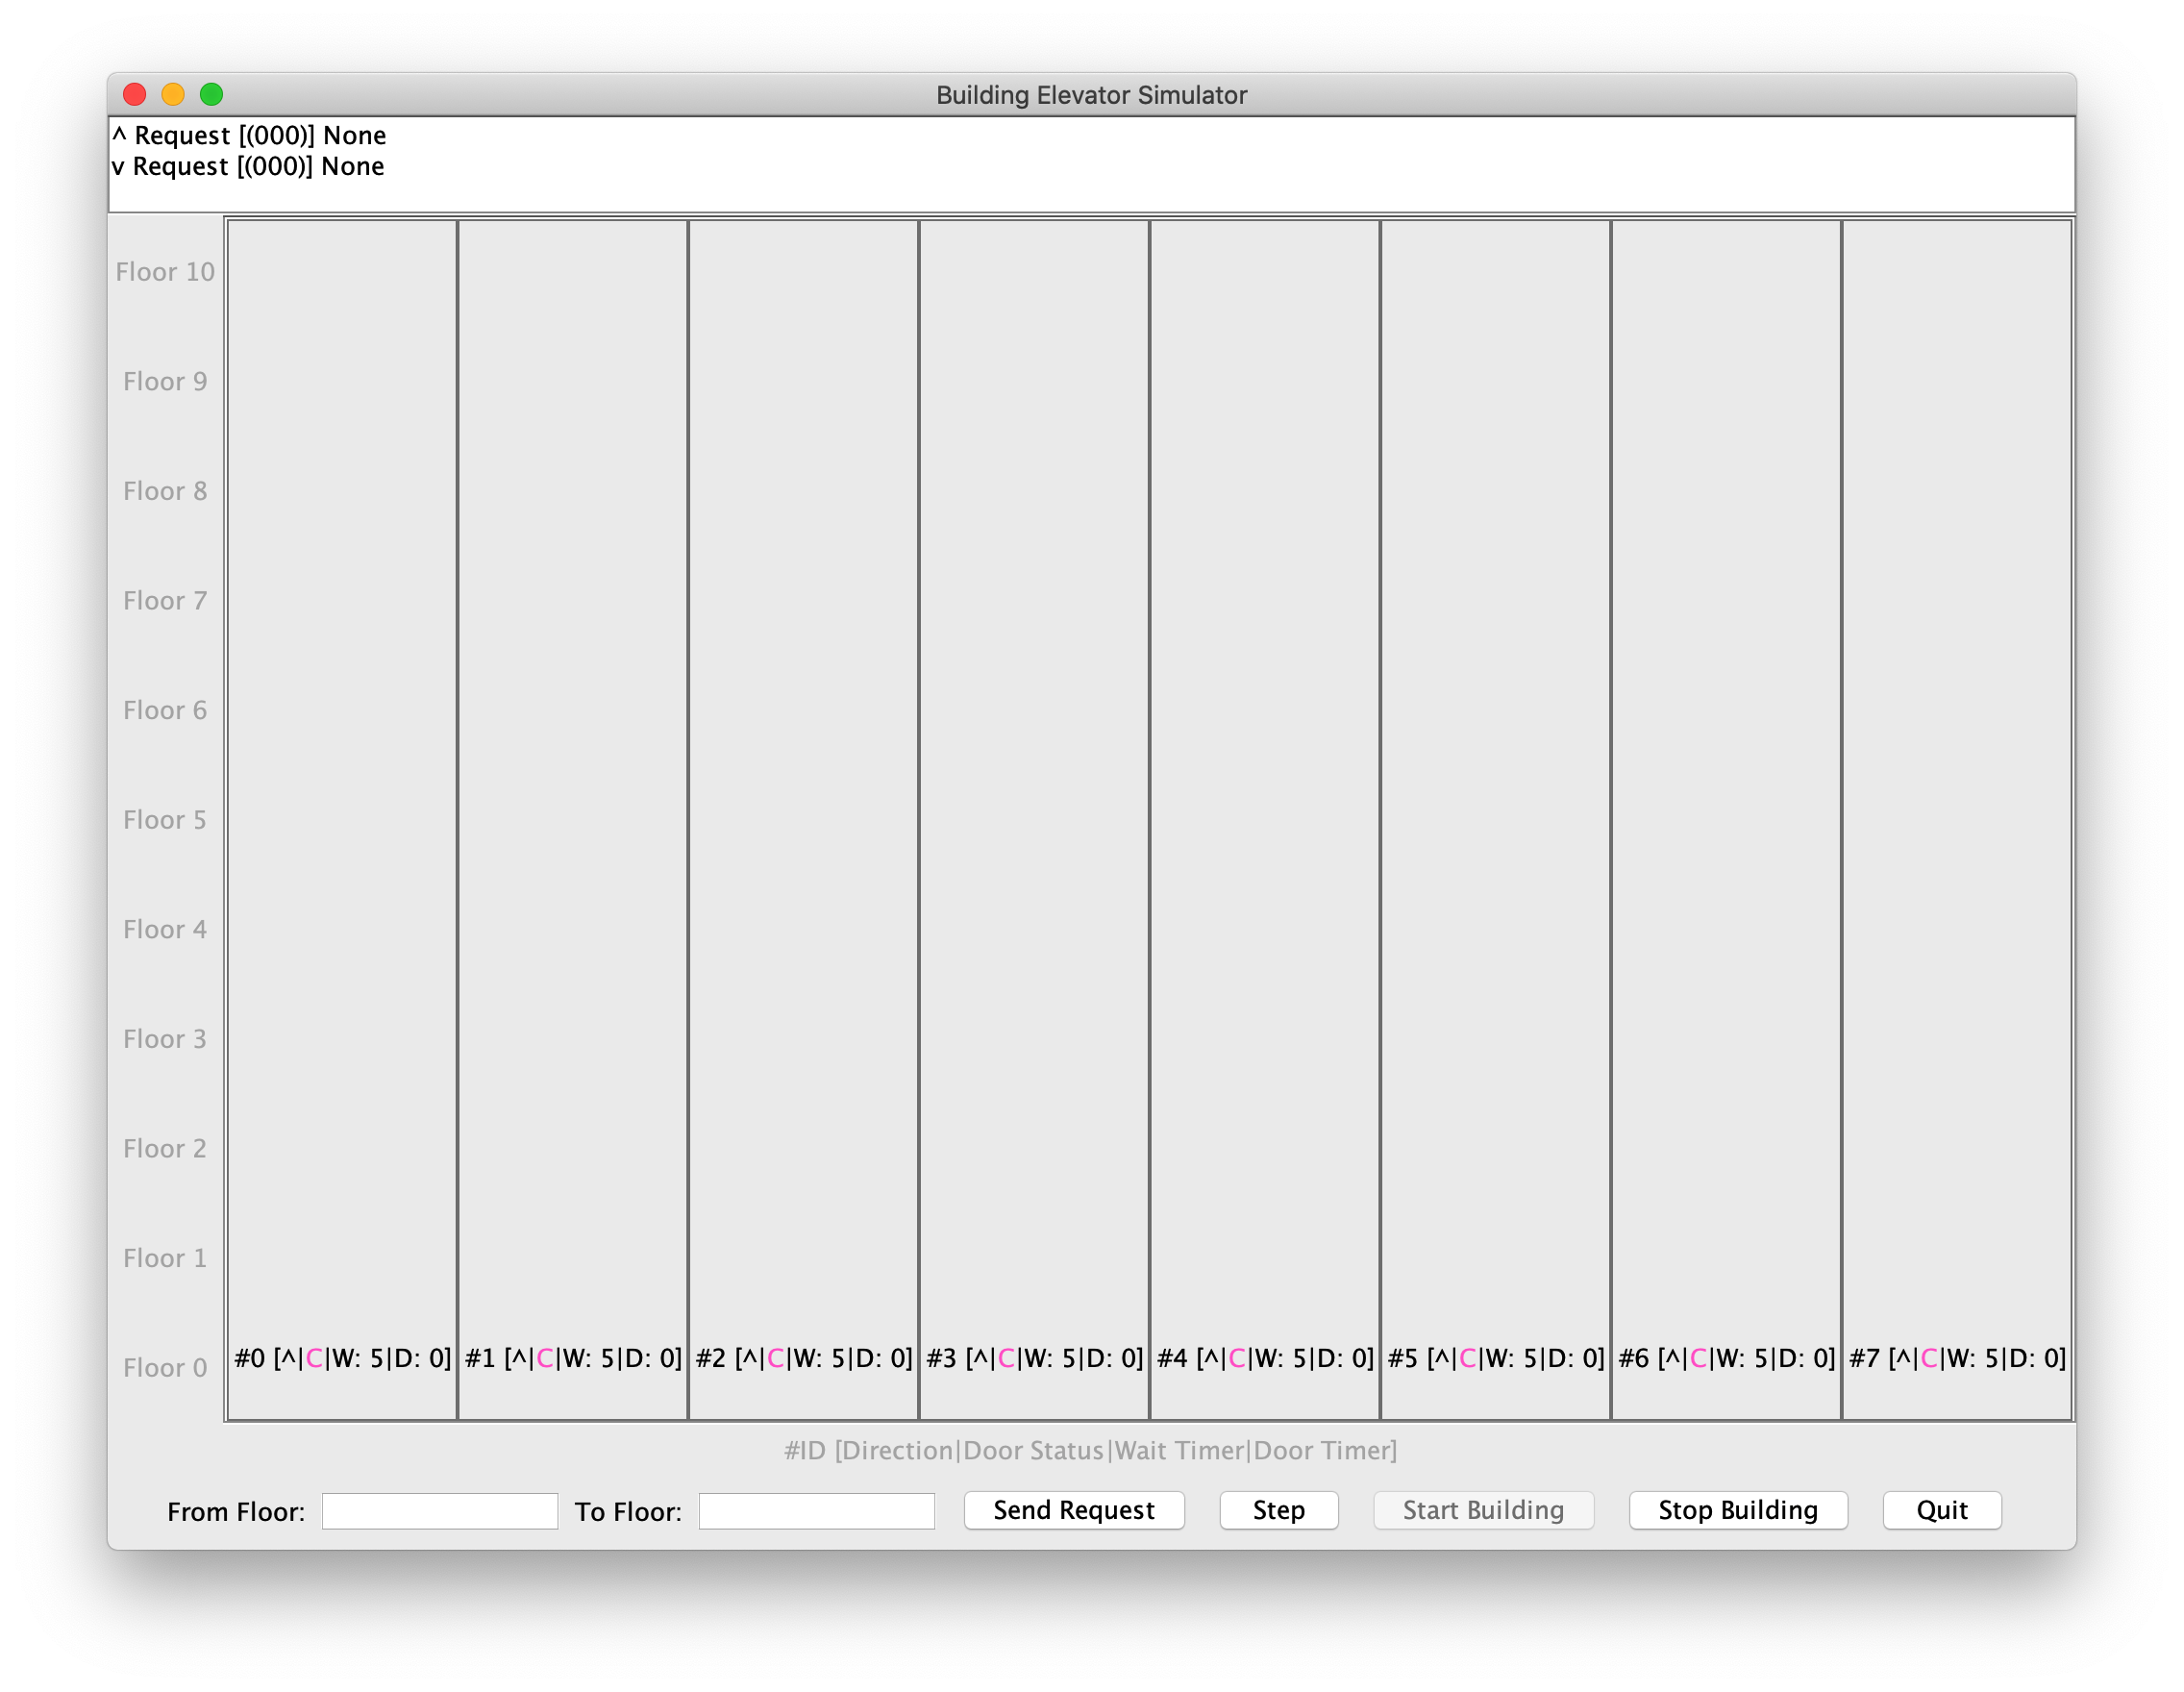 Building Elevator Simulator
^ Request [(000)] None
v Request [(000)] None
Floor 10
Floor 9
Floor 8
Floor 7
Floor 6
Floor 5
Floor 4
Floor 3
Floor 2
Floor 1
Floor 0 #0 [^|C|W: 5|D: 0] #1 [^|C|W: 5|D: 0] #2 [^|C|W: 5|D: 0] #3 [^|C|W: 5|D: 0] #4 [^|C|W: 5|D: 0] #5 [^|C|W: 5|D: 0] #6 [^|C|W: 5|D: 0] #7 [^|C|W: 5|D: 0]
#ID [Direction|Door Status|Wait Timer|Door Timer]
From Floor: To Floor: Send Request Step Start Building Stop Building Quit